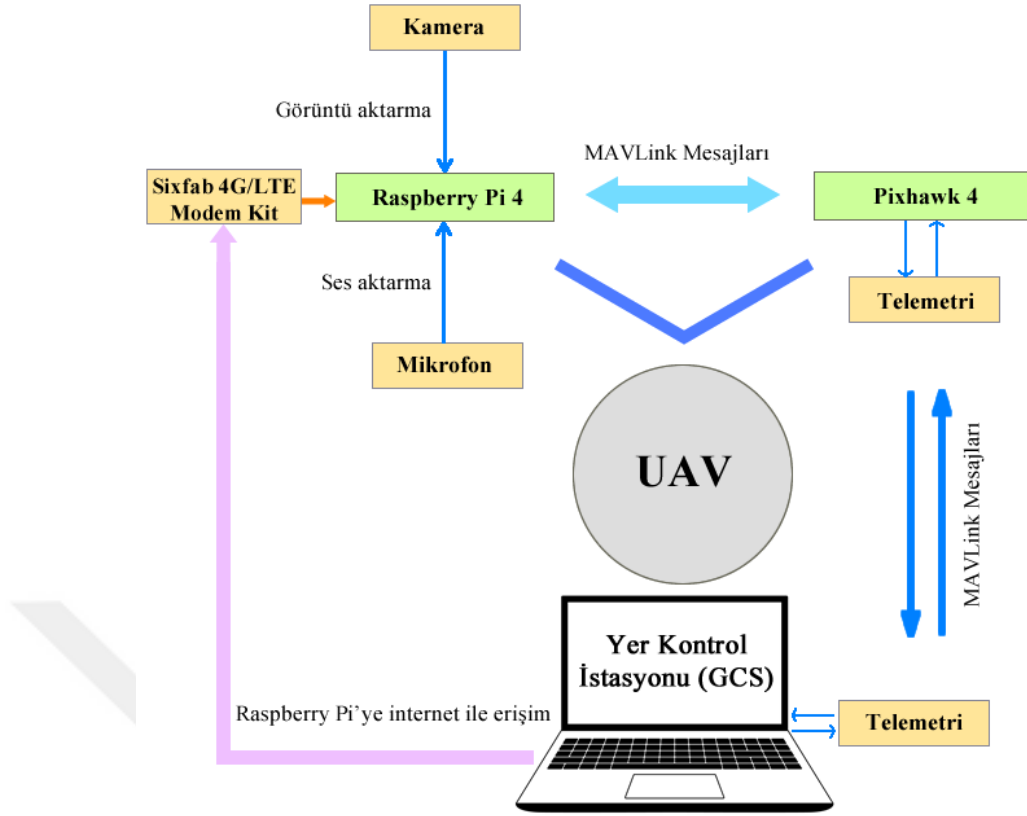 Kamera
Görüntü aktarma
MAVLink Mesajları
Sixfab 4G/LTE
Modem Kit
Raspberry Pi 4
Pixhawk 4
Ses aktarma
Telemetri
Mikrofon
UAV
MAVLink Mesajları
Yer Kontrol
İstasyonu (GCS)
Raspberry Pi’ye internet ile erişim
Telemetri